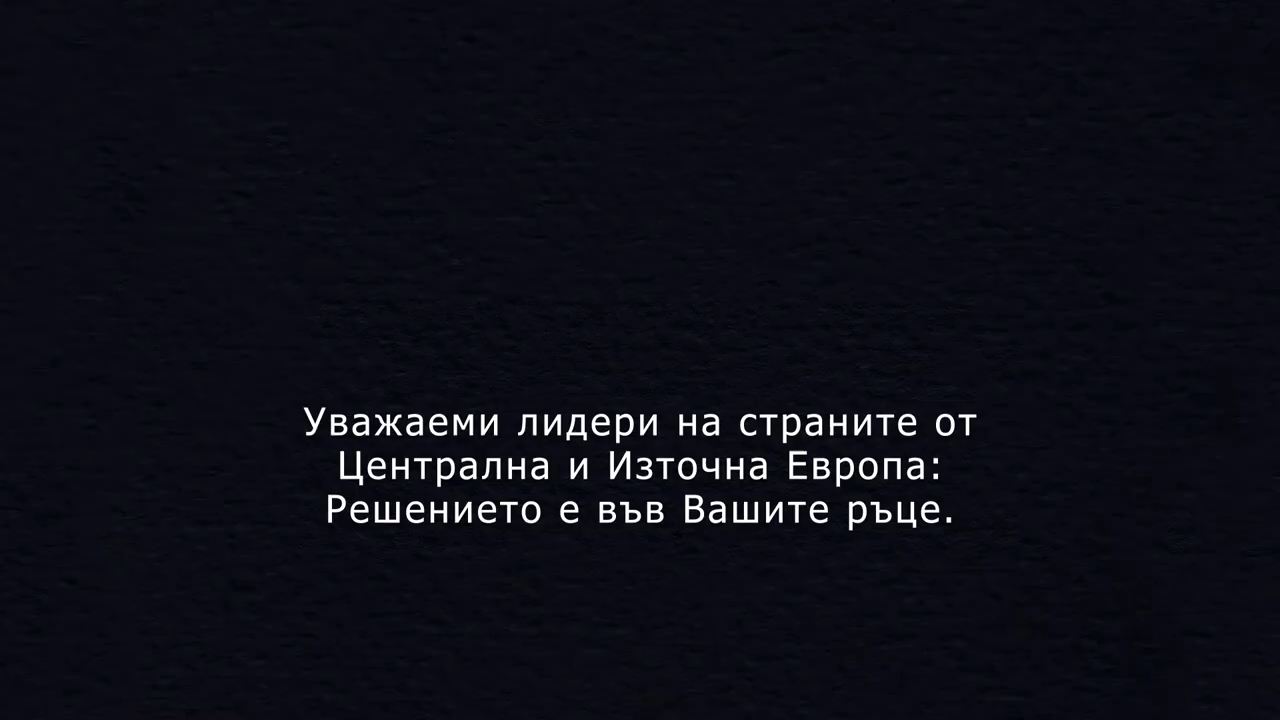 Уважаеми лидери на страните от
Централна и Източна Европа:
Решението е във Вашите ръце.